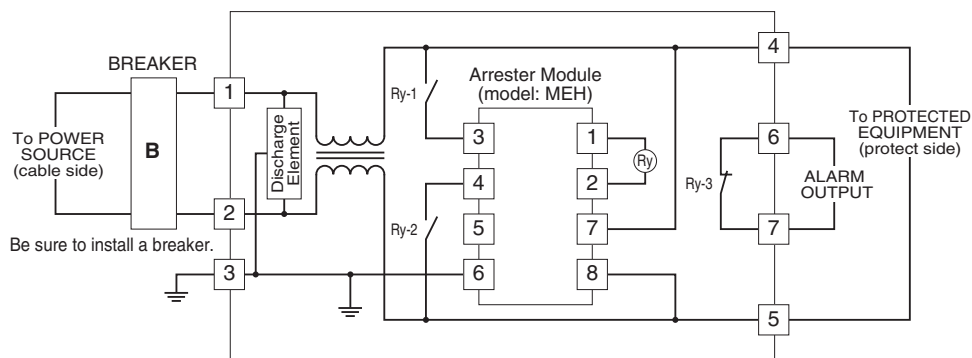 BREAKER
To POWER
SOURCE
(cable side)
B
Be sure to install a breaker.
1
2
3
Discharge
Element
Ry-1
Ry-2
Arrester Module
(model: MEH)
3
4
5
6
1
2
7
8
Ry
Ry-3
4
6
7
5
ALARM
OUTPUT
To PROTECTED
EQUIPMENT
(protect side)